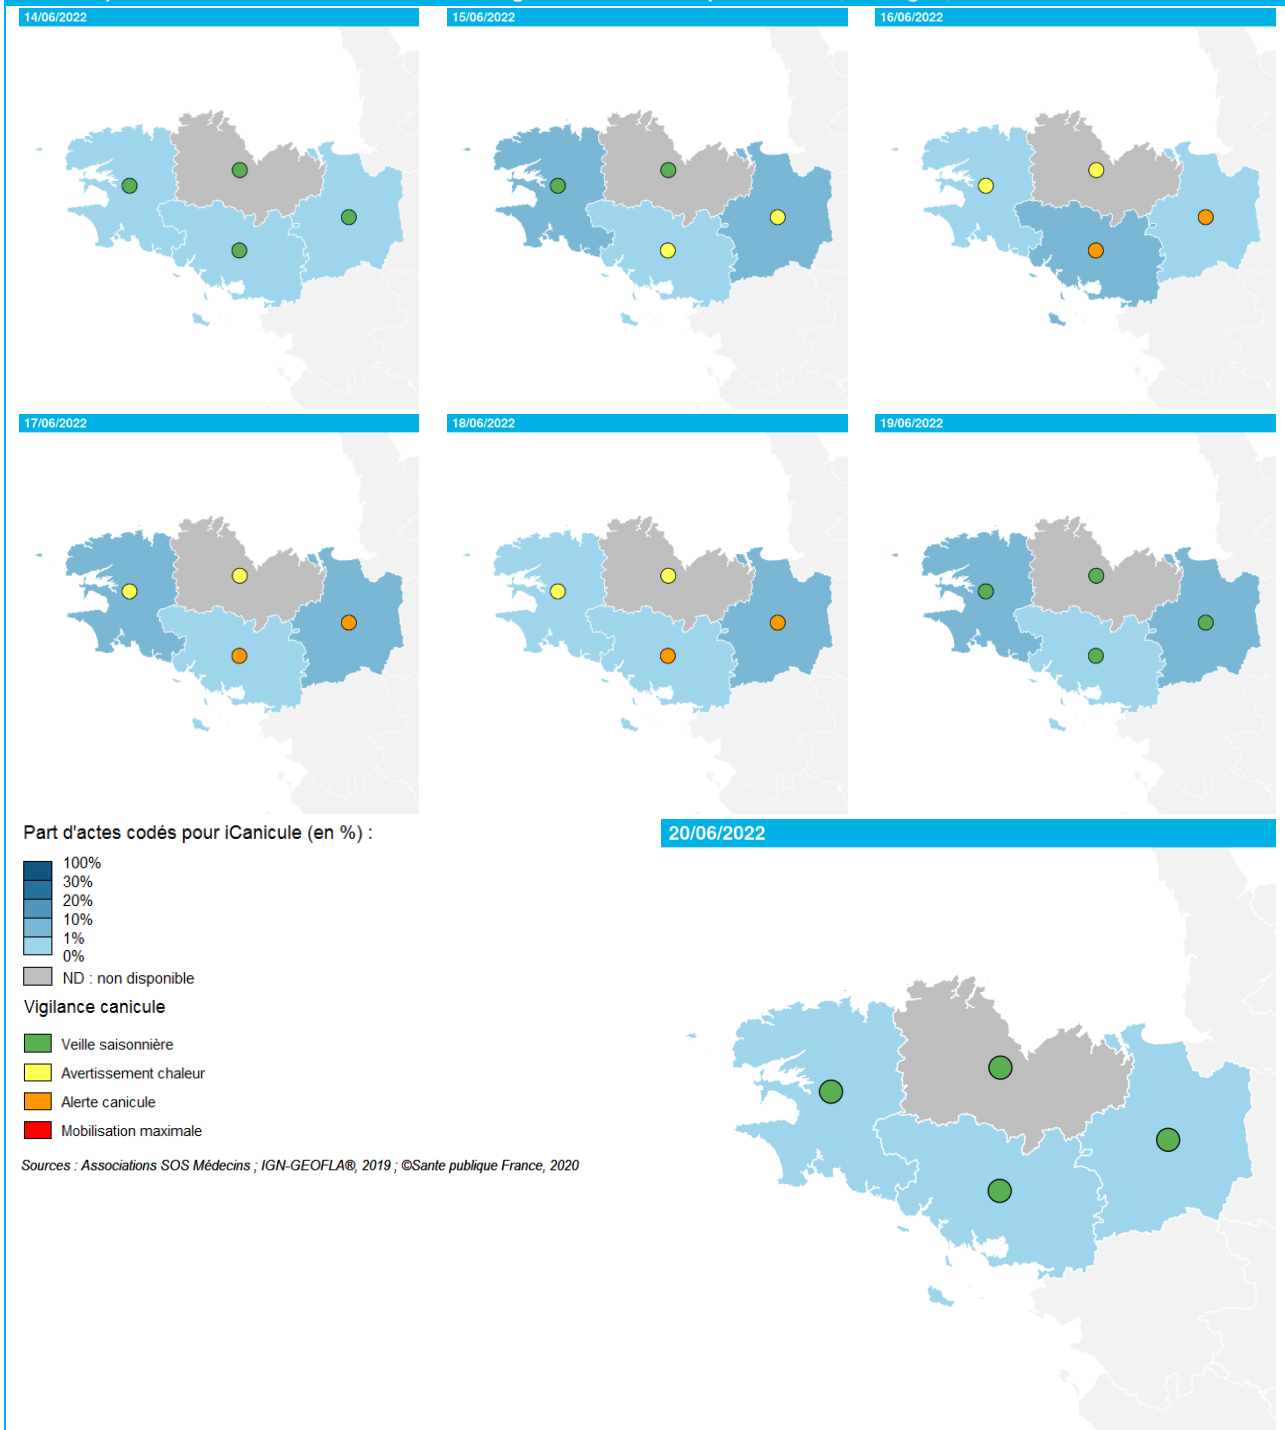 14/06/2022
15/06/2022
16/06/2022
17/06/2022
18/06/2022
19/06/2022
Part d'actes codés pour iCanicule (en %) :
100%
30%
20%
10%
1%
0%
ND : non disponible
Vigilance canicule
Veille saisonnière
Avertissement chaleur
Alerte canicule
Mobilisation maximale
Sources : Associations SOS Médecins ; IGN-GEOFLA®, 2019 ; ©Sante publique France, 2020
20/06/2022